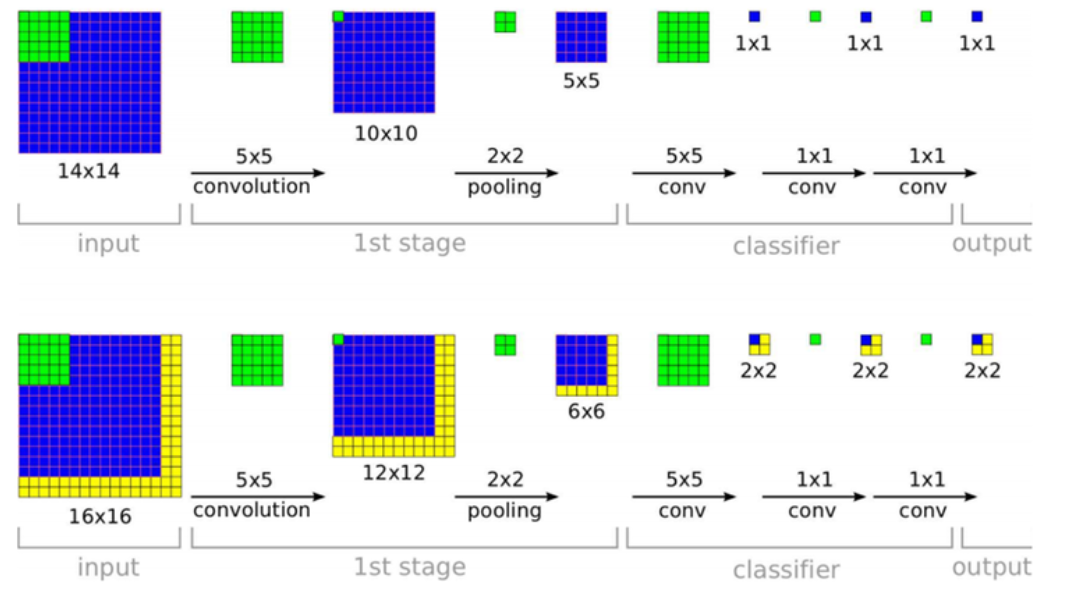 1x1 1x1 1x1
5x5
10x10
14x14
5x5 2x2 5x5 1x1 1x1
convolution pooling conv conv conv
input 1st stage classifier output
2x2 2x2 2x2
6x6
12x12
16x16
5x5 2x2 5x5 1x1 1x1
convolution pooling conv conv conv
input 1st stage classifier output